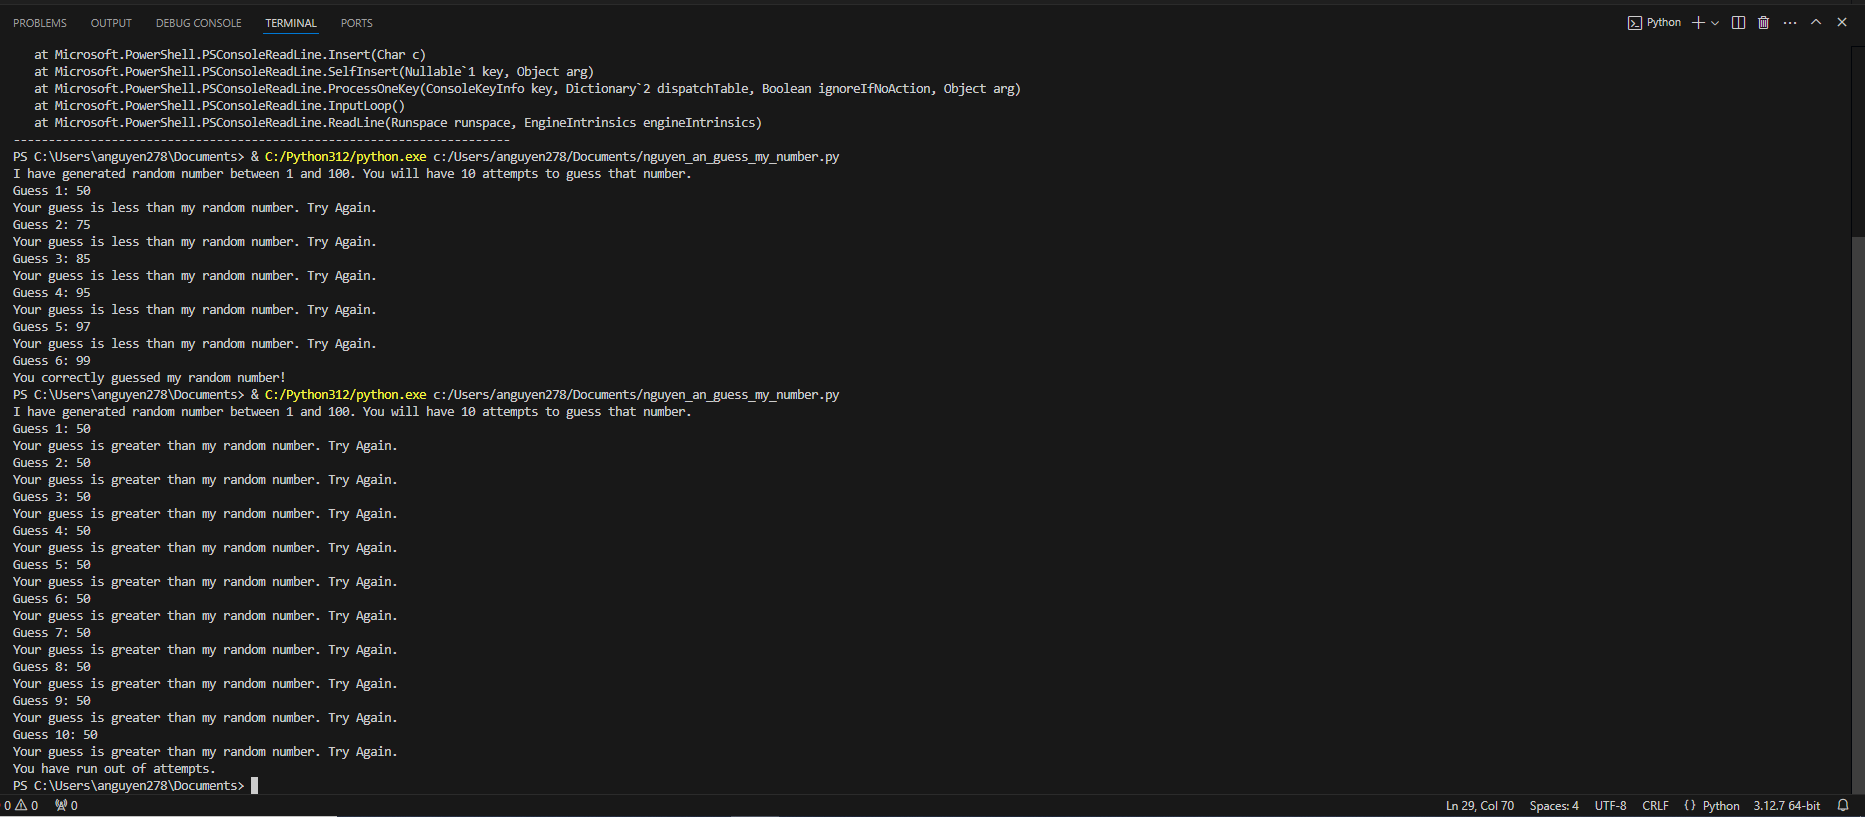 PROBLEMS OUTPUT DEBUG CONSOLE TERMINAL PORTS Python
at Microsoft.PowerShell.PSConsoleReadLine.Insert(Char c)
at Microsoft.PowerShell.PSConsoleReadLine.SelfInsert(Nullable`1 key, Object arg)
at Microsoft.PowerShell.PSConsoleReadLine.ProcessOneKey(ConsoleKeyInfo key, Dictionary`2 dispatchTable, Boolean ignoreIfNoAction, Object arg)
at Microsoft.PowerShell.PSConsoleReadLine.InputLoop()
at Microsoft.PowerShell.PSConsoleReadLine.ReadLine(Runspace runspace, EngineIntrinsics engineIntrinsics)
-----------------------------------------------------------------------
PS C:\Users\anguyen278\Documents> & C:/Python312/python.exe c:/Users/anguyen278/Documents/nguyen_an_guess_my_number.py
I have generated random number between 1 and 100. You will have 10 attempts to guess that number.
Guess 1: 50
Your guess is less than my random number. Try Again.
Guess 2: 75
Your guess is less than my random number. Try Again.
Guess 3: 85
Your guess is less than my random number. Try Again.
Guess 4: 95
Your guess is less than my random number. Try Again.
Guess 5: 97
Your guess is less than my random number. Try Again.
Guess 6: 99
You correctly guessed my random number!
PS C:\Users\anguyen278\Documents> & C:/Python312/python.exe c:/Users/anguyen278/Documents/nguyen_an_guess_my_number.py
I have generated random number between 1 and 100. You will have 10 attempts to guess that number.
Guess 1: 50
Your guess is greater than my random number. Try Again.
Guess 2: 50
Your guess is greater than my random number. Try Again.
Guess 3: 50
Your guess is greater than my random number. Try Again.
Guess 4: 50
Your guess is greater than my random number. Try Again.
Guess 5: 50
Your guess is greater than my random number. Try Again.
Guess 6: 50
Your guess is greater than my random number. Try Again.
Guess 7: 50
Your guess is greater than my random number. Try Again.
Guess 8: 50
Your guess is greater than my random number. Try Again.
Guess 9: 50
Your guess is greater than my random number. Try Again.
Guess 10: 50
Your guess is greater than my random number. Try Again.
You have run out of attempts.
PS C:\Users\anguyen278\Documents>
0 0 0 Ln 29, Col 70 Spaces: 4 UTF-8 CRLF {} Python 3.12.7 64-bit